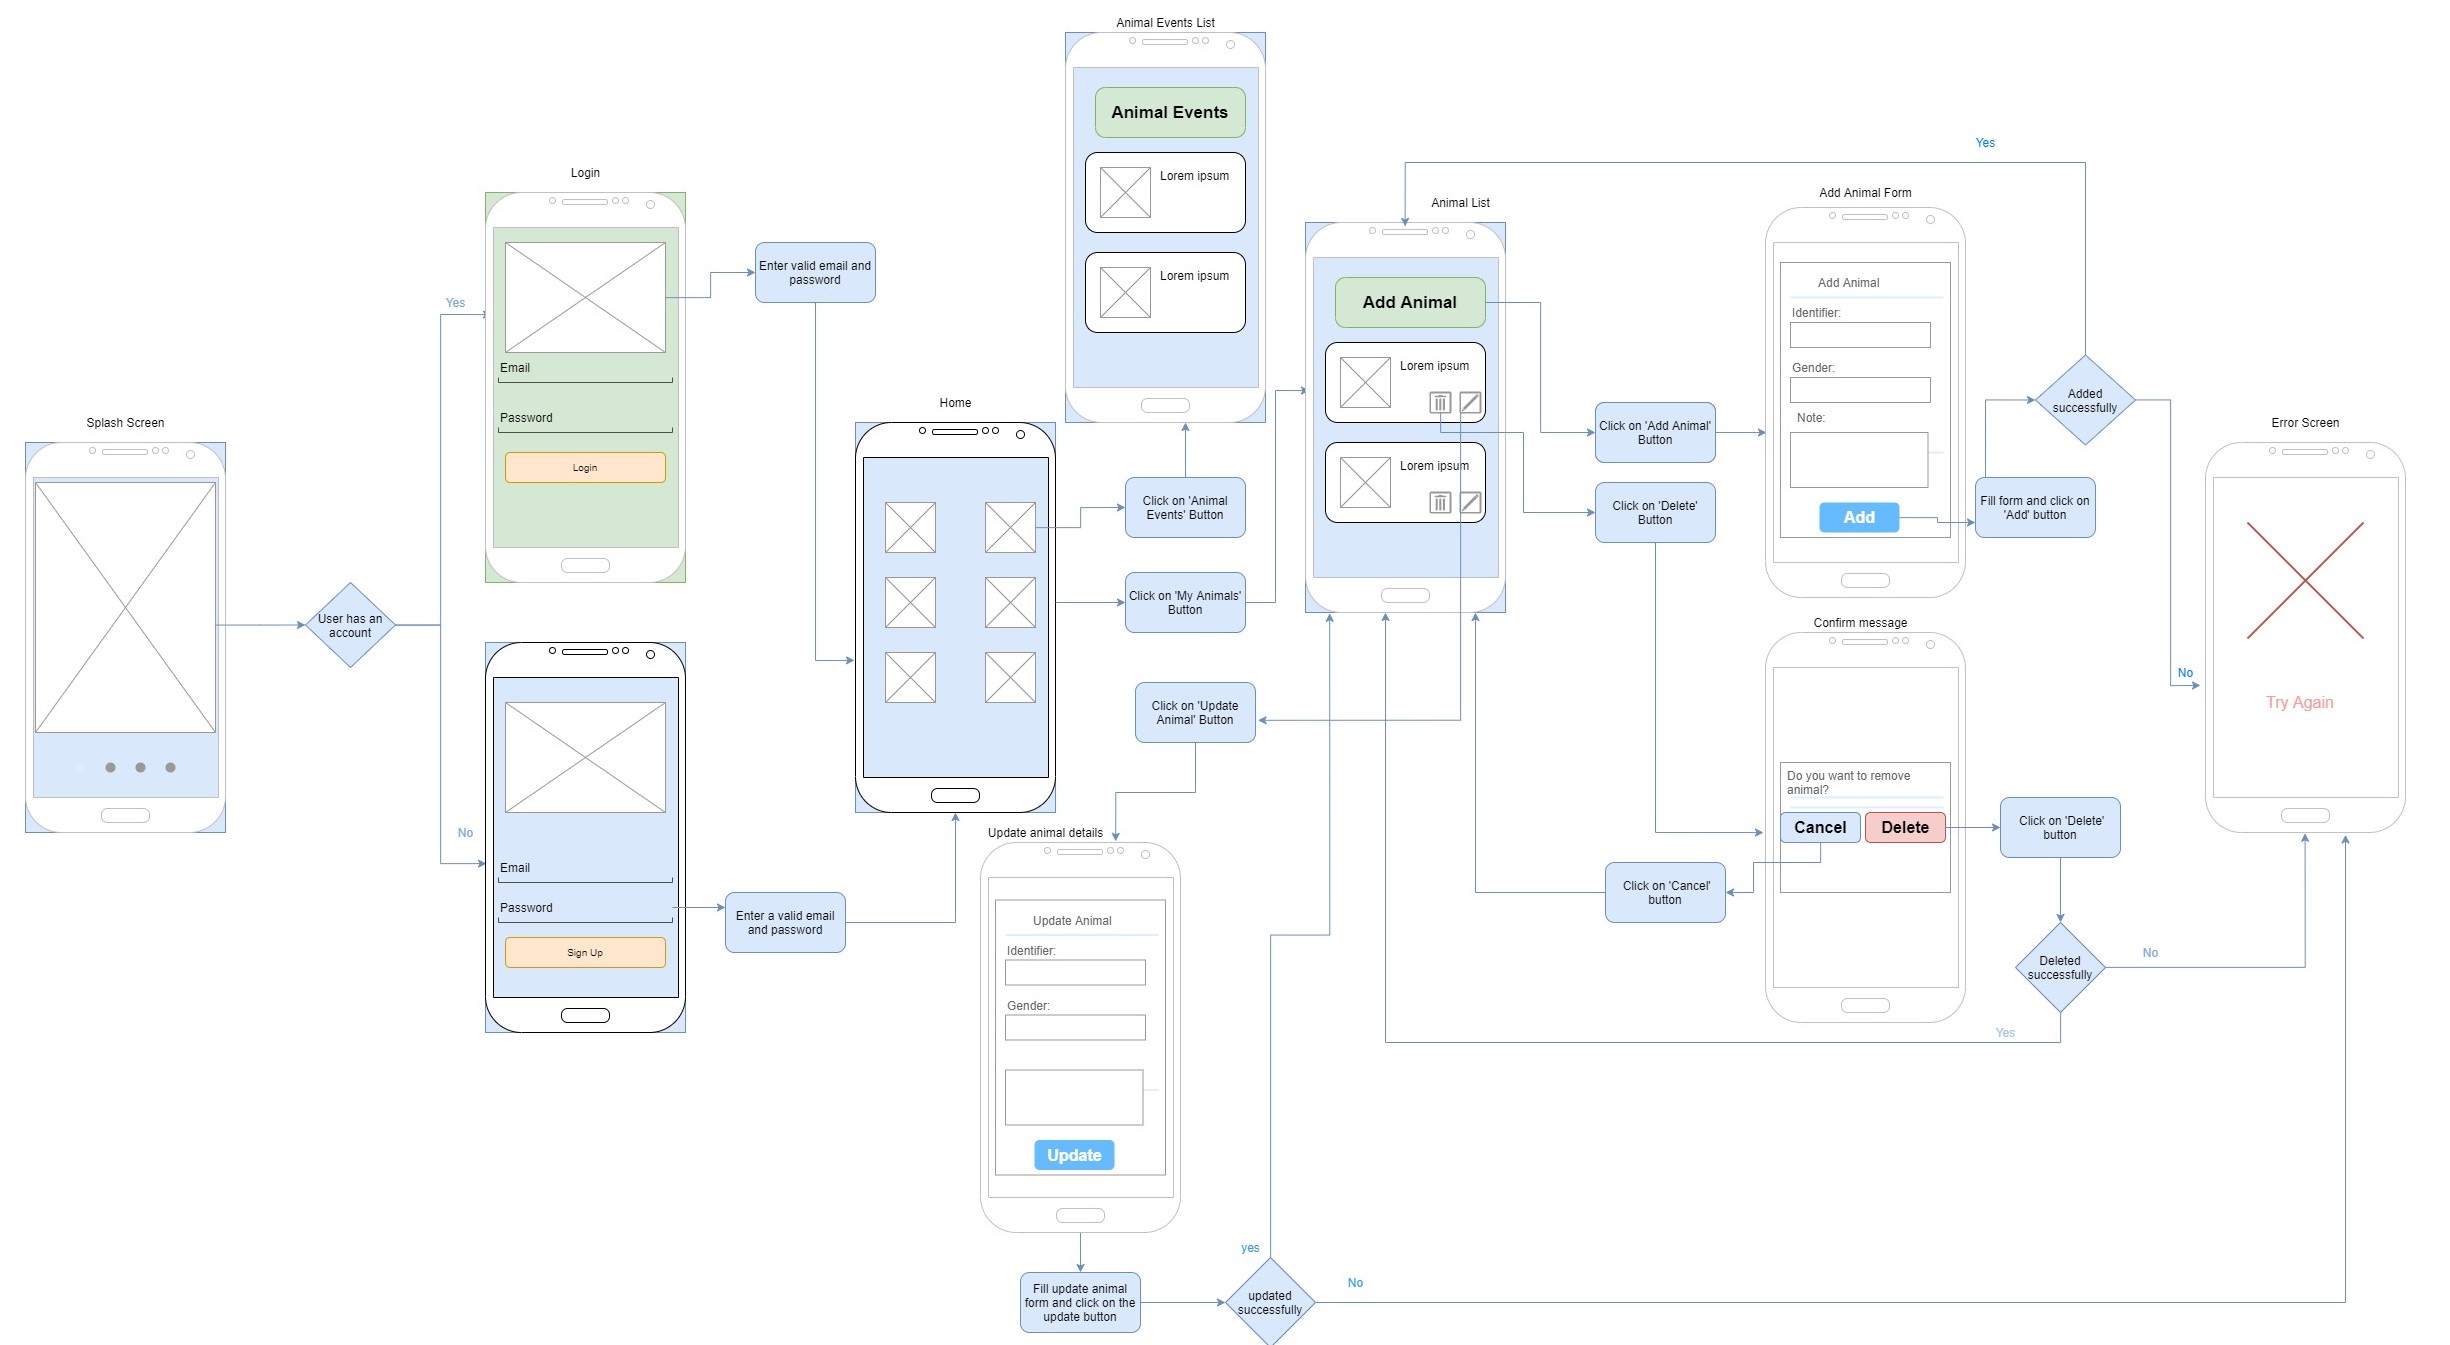 Animal Events List
Animal Events
Lorem ipsum
Lorem ipsum
Login
Email
Password
Login
Yes
Enter valid email and
password
Splash Screen
User has an
account
No
Email
Password
Sign Up
Enter a valid email
and password
Home
Click on 'Animal
Events' Button
Click on 'My Animals'
Button
Animal List
Add Animal
Lorem ipsum
Lorem ipsum
Click on 'Add Animal'
Button
Click on 'Delete'
Button
Click on 'Update
Animal' Button
Add Animal Form
Add Animal
Identifier:
Gender:
Note:
Add
Fill form and click on
'Add' button
Added
successfully
Yes
No
Error Screen
Try Again
Confirm message
Do you want to remove
animal?
Cancel
Delete
Click on 'Delete'
button
Click on 'Cancel'
button
Deleted
successfully
No
Yes
Update animal details
Update Animal
Identifier:
Gender:
Update
Fill update animal
form and click on the
update button
updated
successfully
yes
No